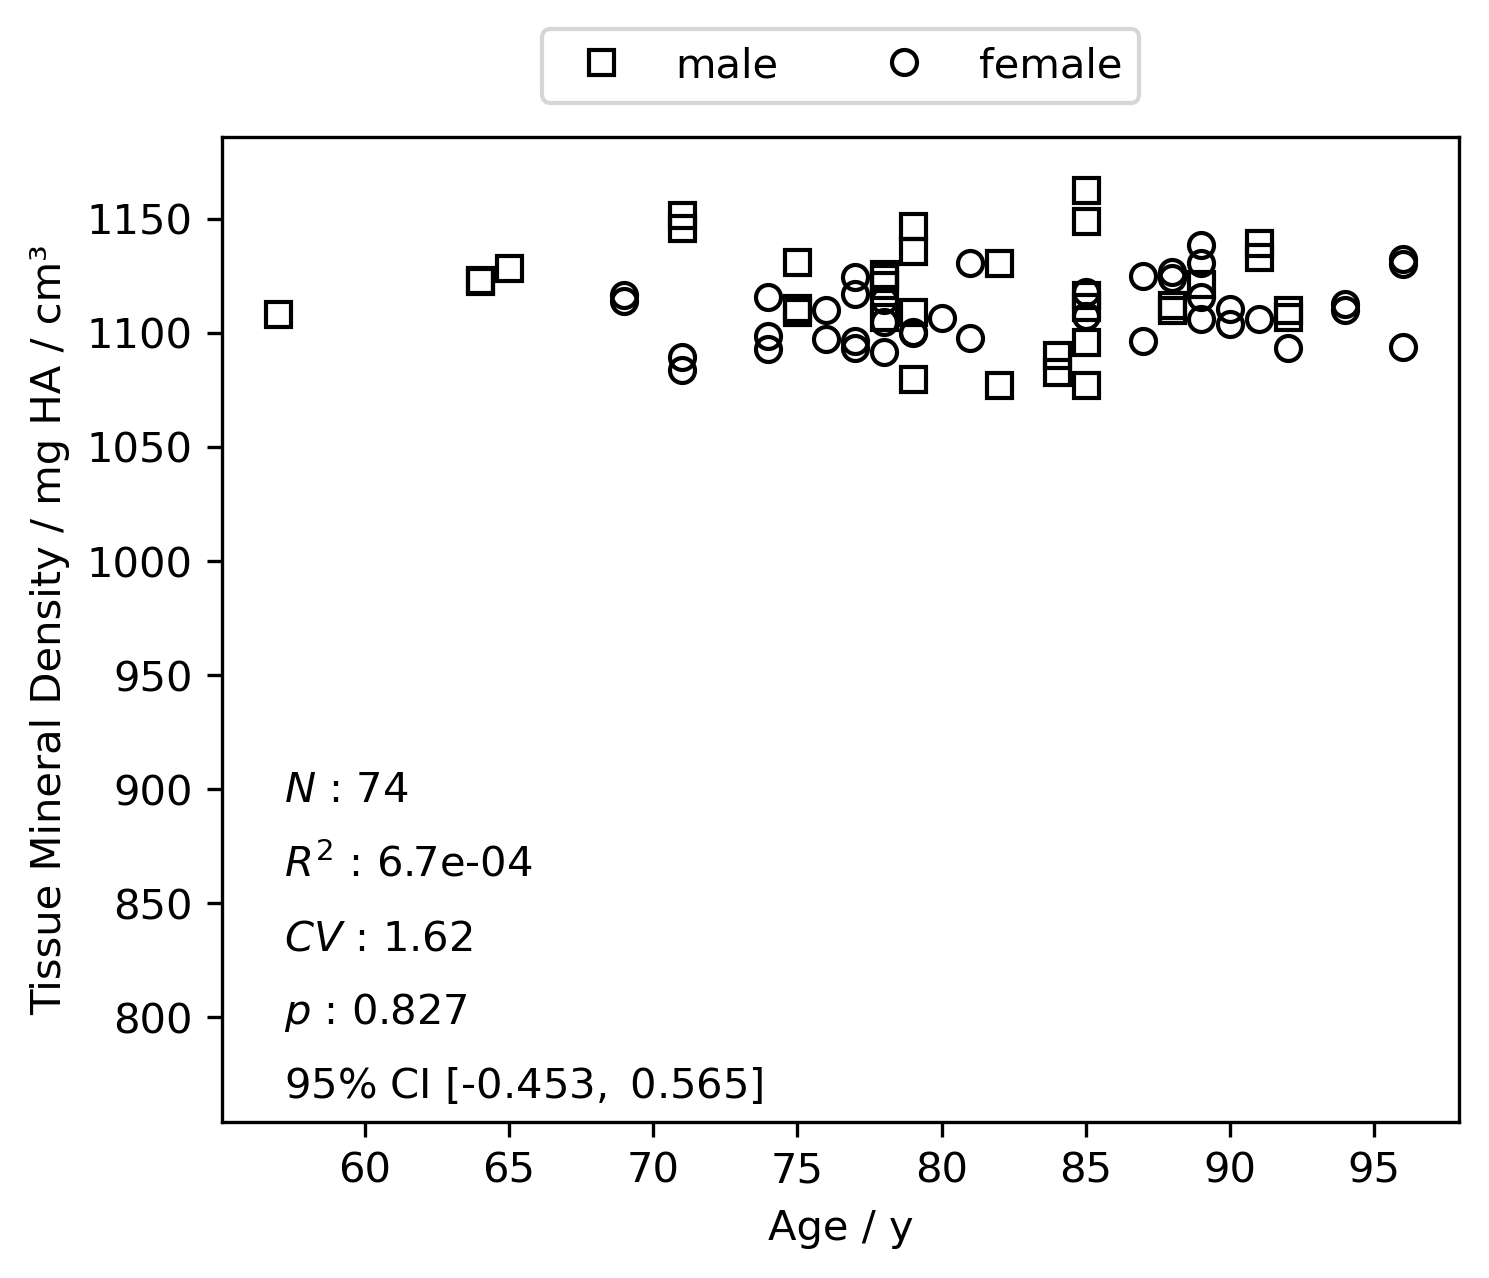 male female
1150
1100
1050
1000
950
900
850
800
Tissue Mineral Density / mg HA / cm³
N : 74
R² : 6.7e-04
CV : 1.62
p : 0.827
95% CI [-0.453, 0.565]
60 65 70 75 80 85 90 95
Age / y